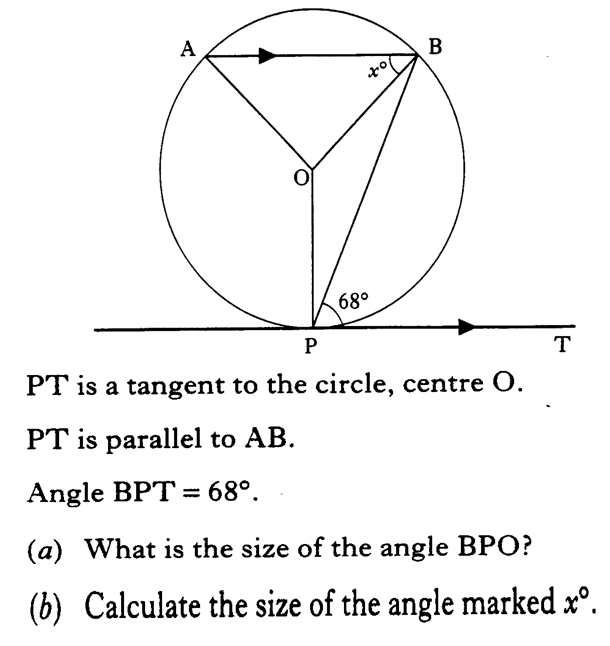 A B
x°
O
68°
P T
PT is a tangent to the circle, centre O.
PT is parallel to AB.
Angle BPT = 68°.
(a) What is the size of the angle BPO?
(b) Calculate the size of the angle marked x°.